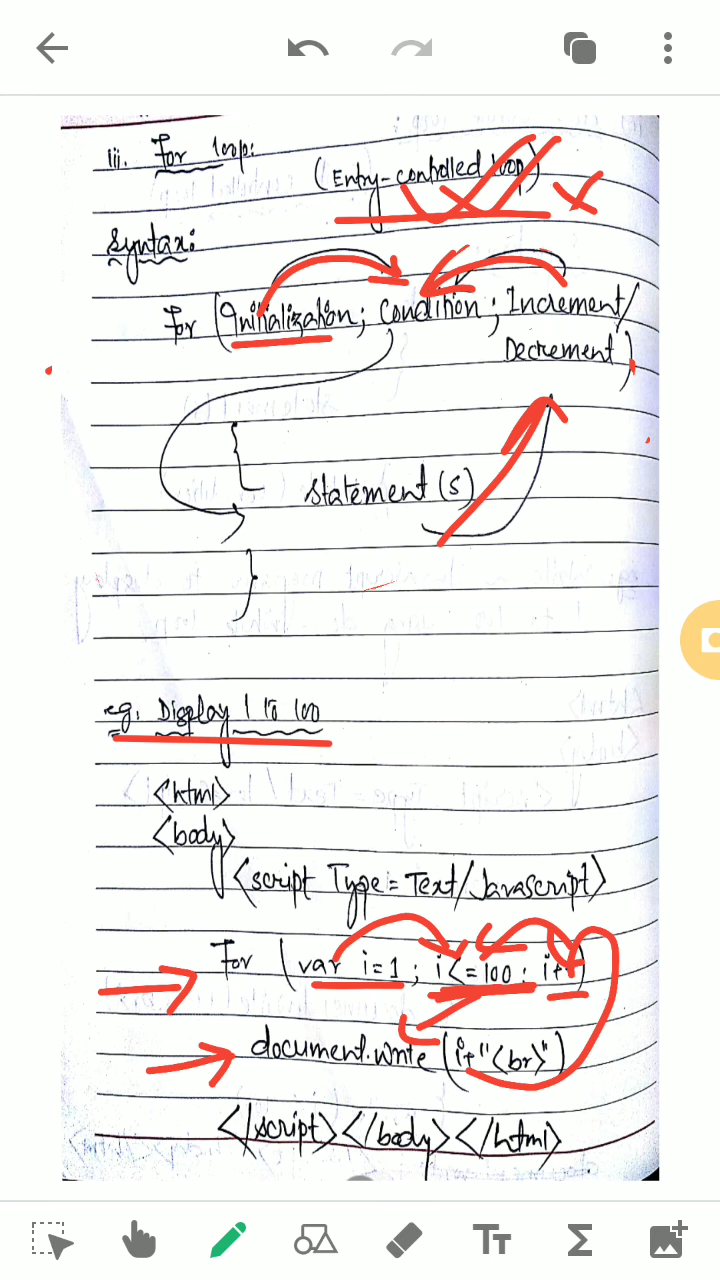 iii. For loop:
(Entry-controlled loop)
Syntax:
For (Initialization; Condition; Increment/
Decrement)
{
Statement(s)
}
eg. Display 1 to 100
<html>
<body>
<script Type=Text/Javascript>
For (var i=1; i<=100; i++)
document.write(i+"<br>")
</script></body></html>
Tт
Σ